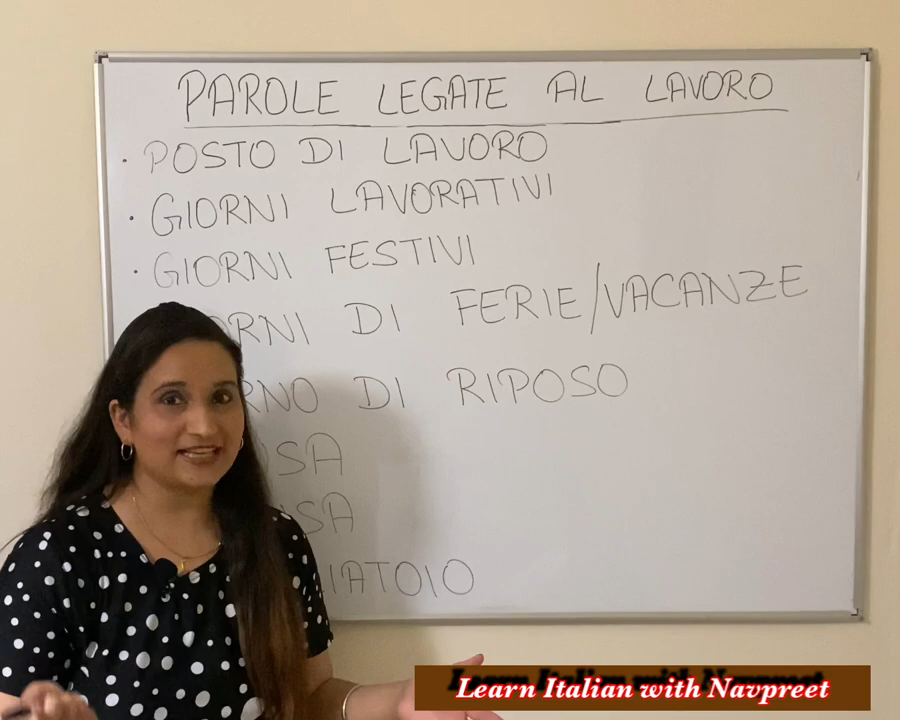 PAROLE LEGATE AL LAVORO
• POSTO DI LAVORO
• GIORNI LAVORATIVI
• GIORNI FESTIVI
DI FERIE/VACANZE
DI RIPOSO
Learn Italian with Navpreet